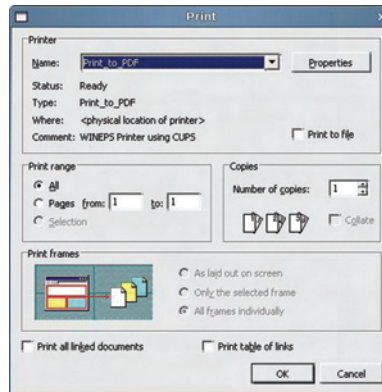 Print
Printer
Name: Print_to_PDF Properties
Status: Ready
Type: Print_to_PDF
Where: <physical location of printer>
Comment: WINEPS Printer using CUPS Print to file
Print range
All
Pages from: 1 to: 1
Selection
Copies
Number of copies: 1
Collate
Print frames
As laid out on screen
Only the selected frame
All frames individually
Print all linked documents Print table of links
OK Cancel